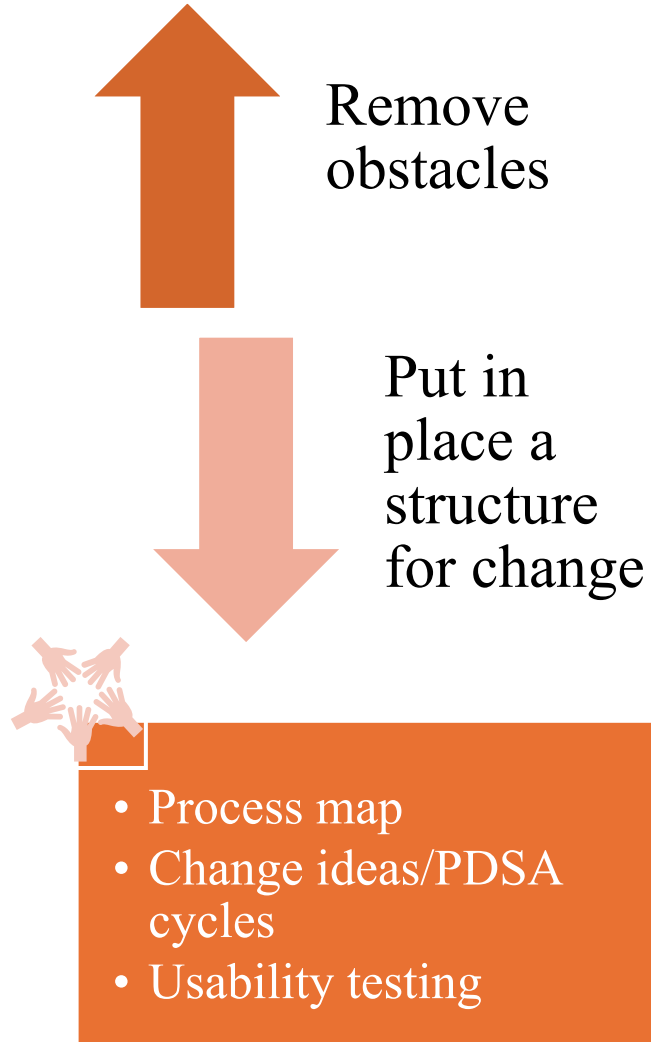 Remove
obstacles
Put in
place a
structure
for change
• Process map
• Change ideas/PDSA
cycles
• Usability testing